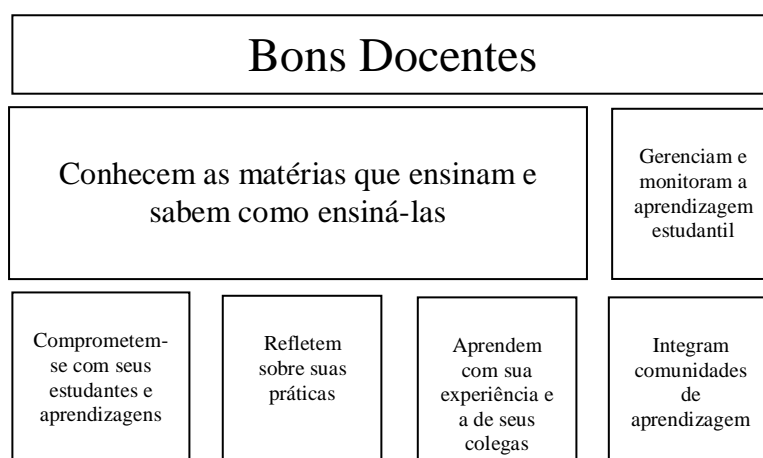 Bons Docentes
Conhecem as matérias que ensinam e
sabem como ensiná-las
Gerenciam e
monitoram a
aprendizagem
estudantil
Comprometem-
se com seus
estudantes e
aprendizagens
Refletem
sobre suas
práticas
Aprendem
com sua
experiência e
a de seus
colegas
Integram
comunidades
de
aprendizagem